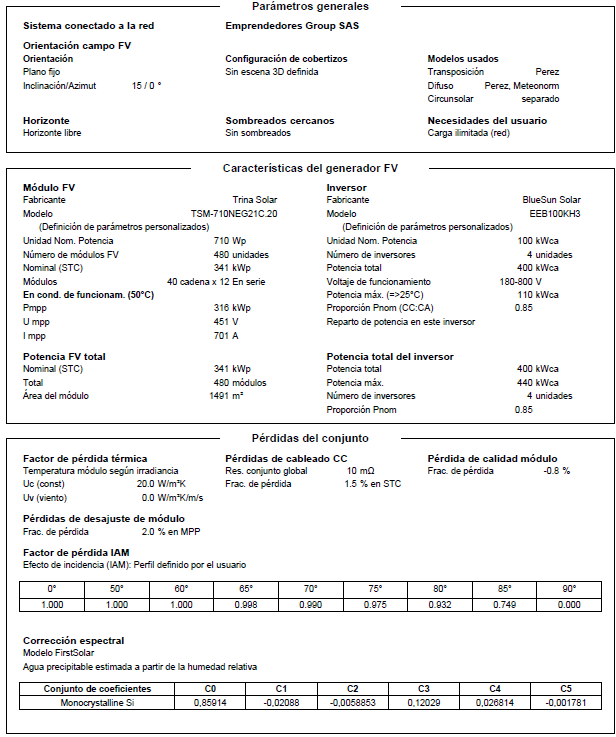 Parámetros generales
Sistema conectado a la red Emprendedores Group SAS
Orientación campo FV
Orientación Configuración de cobertizos Modelos usados
Plano fijo Sin escena 3D definida Transposición Perez
Inclinación/Azimut 15 / 0 ° Difuso Perez, Meteonorm
Circunsolar separado
Horizonte Sombreados cercanos Necesidades del usuario
Horizonte libre Sin sombreados Carga ilimitada (red)
Características del generador FV
Módulo FV Inversor
Fabricante Trina Solar Fabricante BlueSun Solar
Modelo TSM-710NEG21C.20 Modelo EEB100KH3
(Definición de parámetros personalizados) (Definición de parámetros personalizados)
Unidad Nom. Potencia 710 Wp Unidad Nom. Potencia 100 kWca
Número de módulos FV 480 unidades Número de inversores 4 unidades
Nominal (STC) 341 kWp Potencia total 400 kWca
Módulos 40 cadena x 12 En serie Voltaje de funcionamiento 180-800 V
En cond. de funcionam. (50°C) Potencia máx. (=>25°C) 110 kWca
Pmpp 316 kWp Proporción Pnom (CC:CA) 0.85
U mpp 451 V Reparto de potencia en este inversor
I mpp 701 A
Potencia FV total Potencia total del inversor
Nominal (STC) 341 kWp Potencia total 400 kWca
Total 480 módulos Potencia máx. 440 kWca
Área del módulo 1491 m² Número de inversores 4 unidades
Proporción Pnom 0.85
Pérdidas del conjunto
Factor de pérdida térmica Pérdidas de cableado CC Pérdida de calidad módulo
Temperatura módulo según irradiancia Res. conjunto global 10 mΩ Frac. de pérdida -0.8 %
Uc (const) 20.0 W/m²K Frac. de pérdida 1.5 % en STC
Uv (viento) 0.0 W/m²K/m/s
Pérdidas de desajuste de módulo
Frac. de pérdida 2.0 % en MPP
Factor de pérdida IAM
Efecto de incidencia (IAM): Perfil definido por el usuario
0° 50° 60° 65° 70° 75° 80° 85° 90°
1.000 1.000 1.000 0.998 0.990 0.975 0.932 0.749 0.000
Corrección espectral
Modelo FirstSolar
Agua precipitable estimada a partir de la humedad relativa
Conjunto de coeficientes C0 C1 C2 C3 C4 C5
Monocrystalline Si 0,85914 -0,02088 -0,0058853 0,12029 0,026814 -0,001781